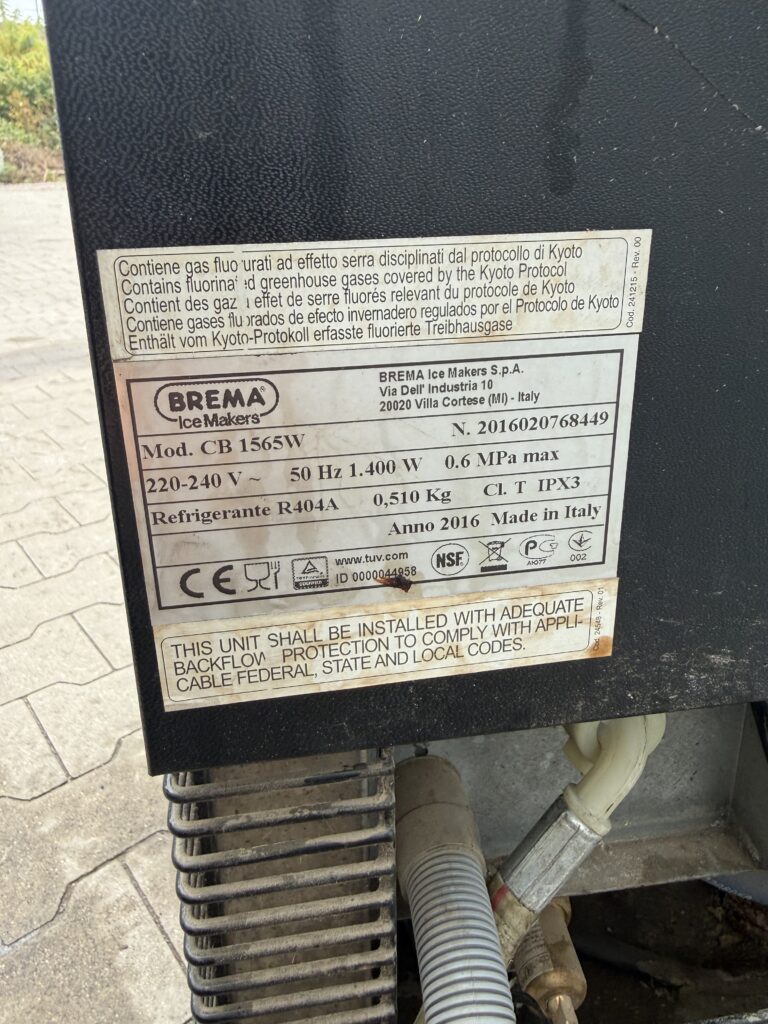 Contiene gas fluorurati ad effetto serra disciplinati dal protocollo di Kyoto
Contains fluorinated greenhouse gases covered by the Kyoto Protocol
Contient des gaz à effet de serre fluorés relevant du protocole de Kyoto
Contiene gases fluorados de efecto invernadero regulados por el Protocolo de Kyoto
Enthält vom Kyoto-Protokoll erfasste fluorierte Treibhausgase
Cod. 241215 - Rev. 00
BREMA®
Ice Makers
BREMA Ice Makers S.p.A.
Via Dell' Industria 10
20020 Villa Cortese (MI) - Italy
Mod. CB 1565W N. 2016020768449
220-240 V ~ 50 Hz 1.400 W 0.6 MPa max
Refrigerante R404A 0,510 Kg Cl. T IPX3
Anno 2016 Made in Italy
CE
www.tuv.com
ID 0000044958
NSF
PG
002
THIS UNIT SHALL BE INSTALLED WITH ADEQUATE
BACKFLOW PROTECTION TO COMPLY WITH APPLI-
CABLE FEDERAL, STATE AND LOCAL CODES.